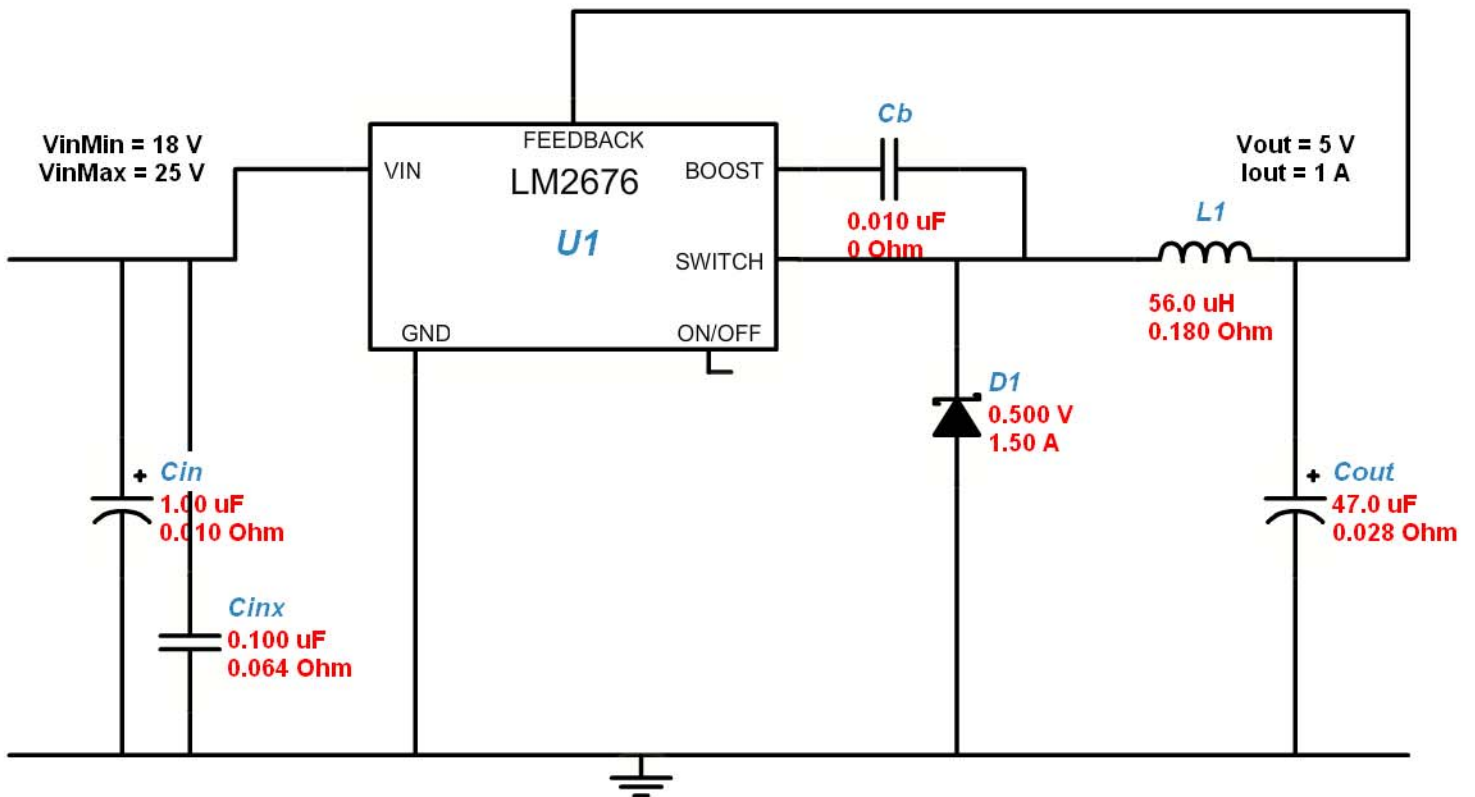 Cb
VinMin = 18 V
VinMax = 25 V
FEEDBACK
VIN
LM2676
BOOST
U1
SWITCH
GND
ON/OFF
0.010 uF
0 Ohm
Vout = 5 V
Iout = 1 A
L1
56.0 uH
0.180 Ohm
D1
0.500 V
1.50 A
+ Cin
1.00 uF
0.010 Ohm
+ Cout
47.0 uF
0.028 Ohm
Cinx
0.100 uF
0.064 Ohm